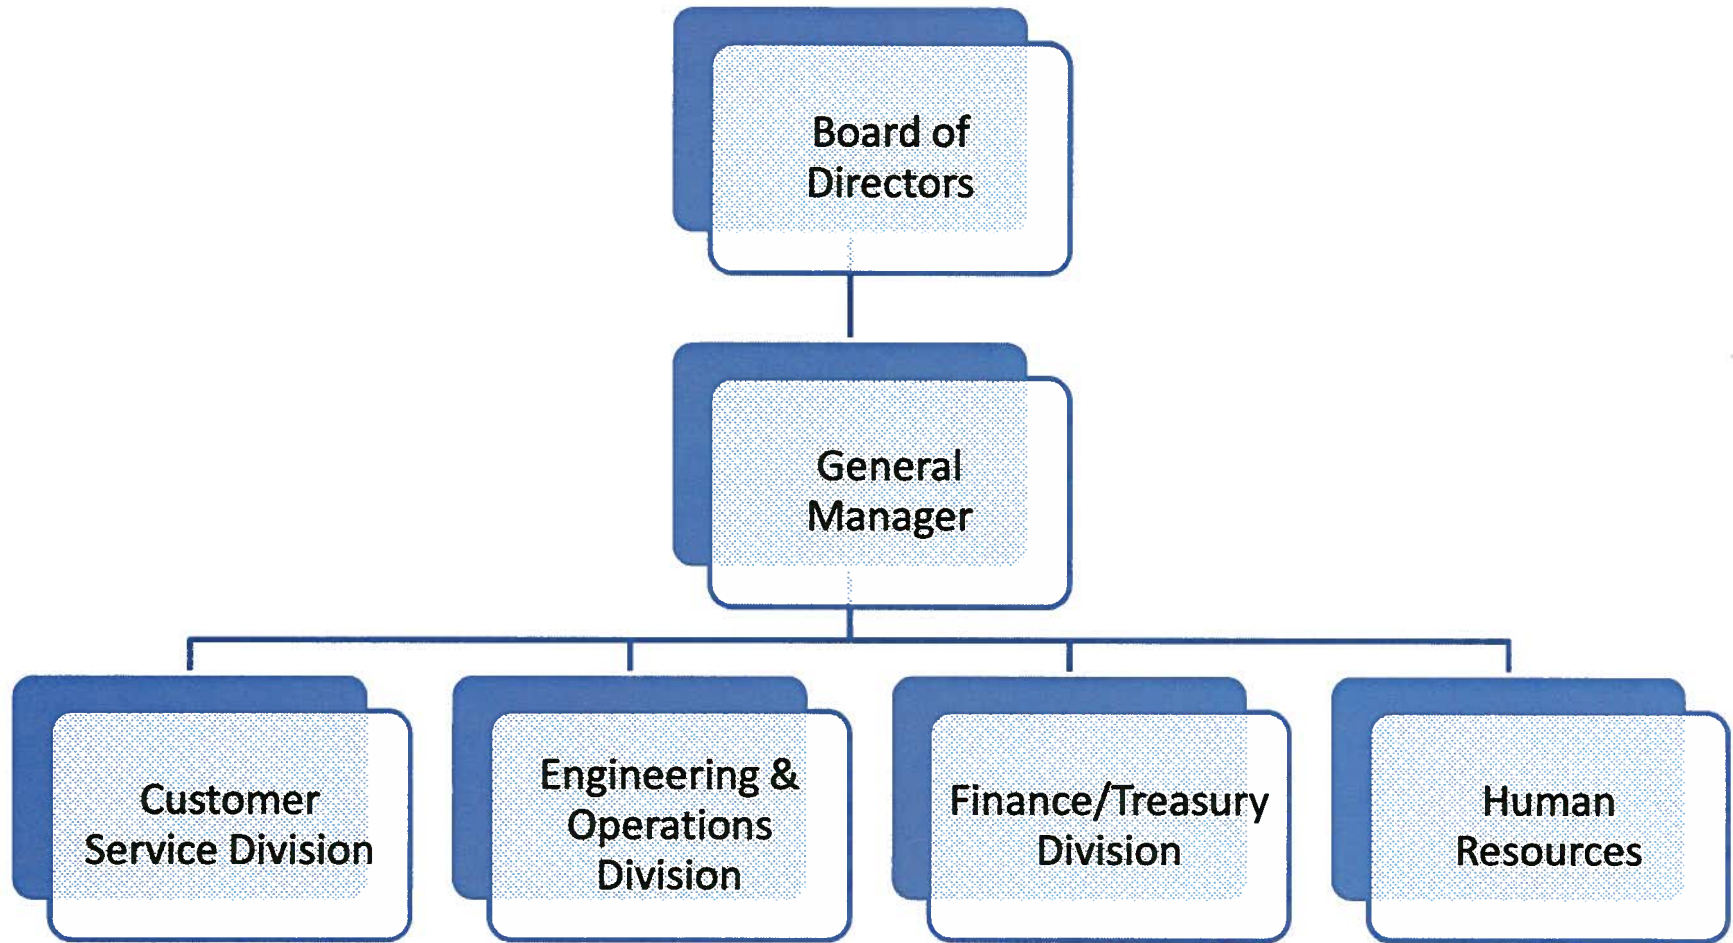 Board of
Directors
General
Manager
Customer
Service Division
Engineering &
Operations
Division
Finance/Treasury
Division
Human
Resources